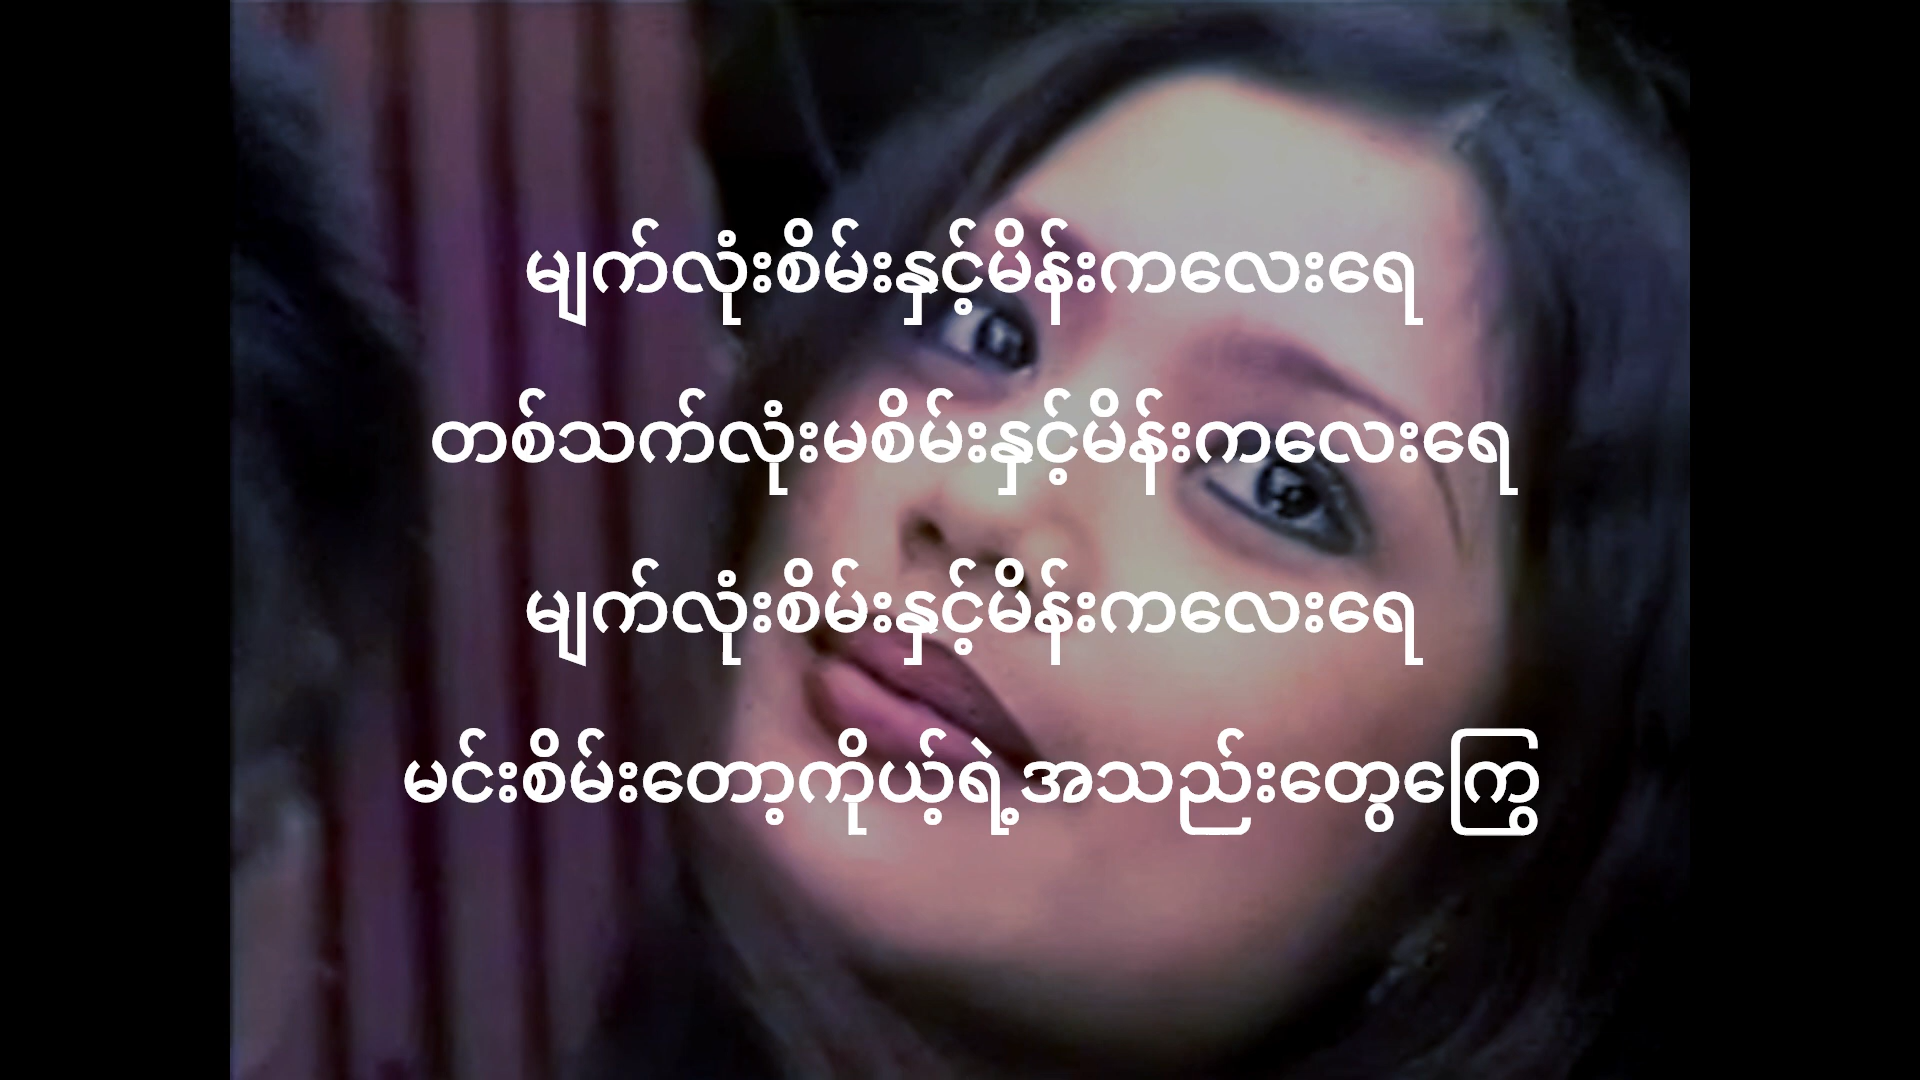 မျက်လုံးစိမ်းနှင့်မိန်းကလေးရေ
တစ်သက်လုံးမစိမ်းနှင့်မိန်းကလေးရေ
မျက်လုံးစိမ်းနှင့်မိန်းကလေးရေ
မင်းစိမ်းတော့ကိုယ့်ရဲ့အသည်းတွေကြွေ